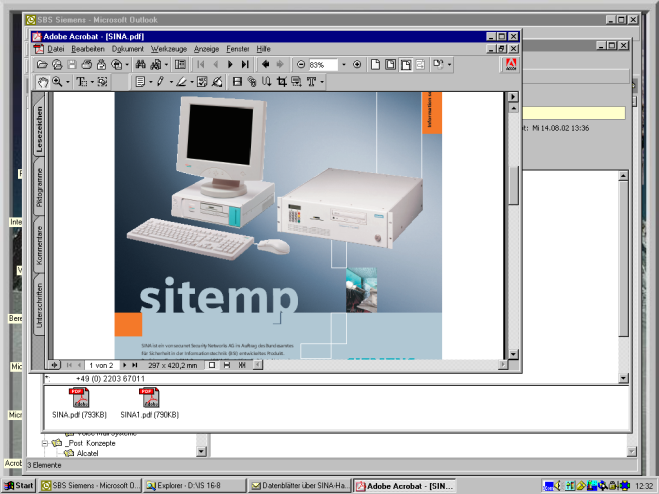 SBS Siemens - Microsoft Outlook
Adobe Acrobat - [SINA.pdf]
Datei Bearbeiten Dokument Werkzeuge Anzeige Fenster Hilfe
83%
Lesezeichen
Piktogramme
Kommentare
Unterschriften
Mi 14.08.02 13:36
sitemp
SINA ist ein von secunet Security Networks AG im Auftrag des Bundesamtes
für Sicherheit in der Informationstechnik (BSI) entwickeltes Produkt.
SIEMENS
1 von 2
297 x 420,2 mm
+49 (0) 2203 67011
SINA.pdf (793KB) SINA1.pdf (790KB)
_Post Konzepte
Alcatel
3 Elemente
Start
SBS Siemens - Microsoft O...
Explorer - D:\IS 16-8
Datenblätter über SINA-Ha...
Adobe Acrobat - [SIN...
12:32